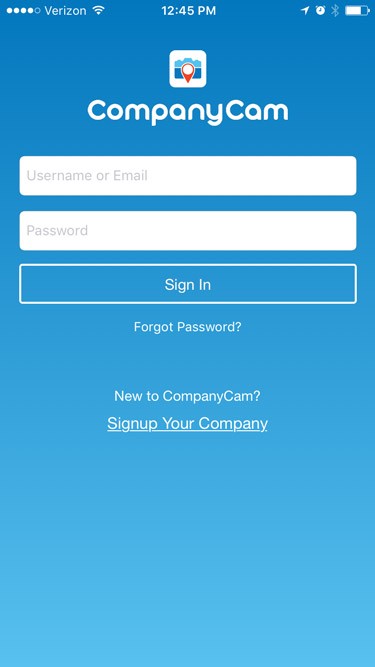 Verizon 12:45 PM
CompanyCam
Username or Email
Password
Sign In
Forgot Password?
New to CompanyCam?
Signup Your Company